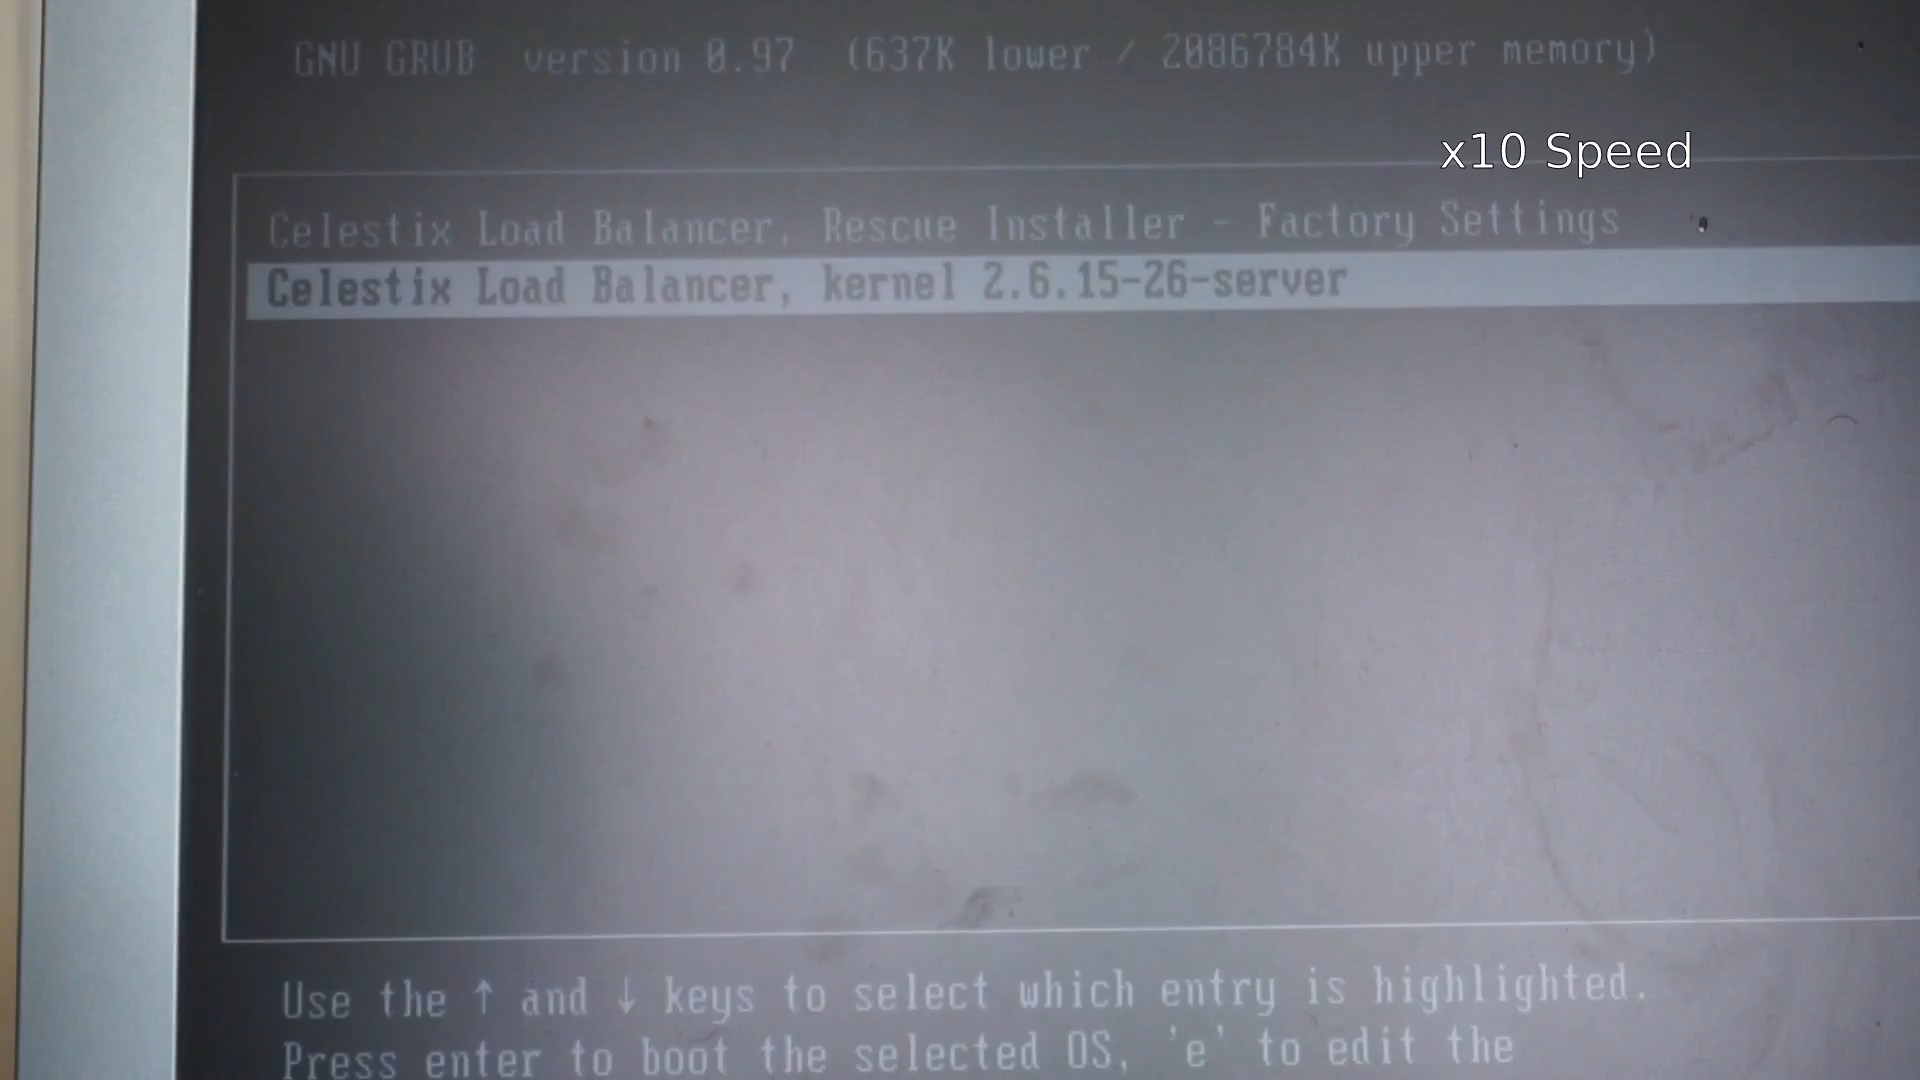 GNU GRUB version 0.97 (637K lower / 2086784K upper memory)
x10 Speed
Celestix Load Balancer, Rescue Installer - Factory Settings
Celestix Load Balancer, kernel 2.6.15-26-server
Use the ↑ and ↓ keys to select which entry is highlighted.
Press enter to boot the selected OS, 'e' to edit the